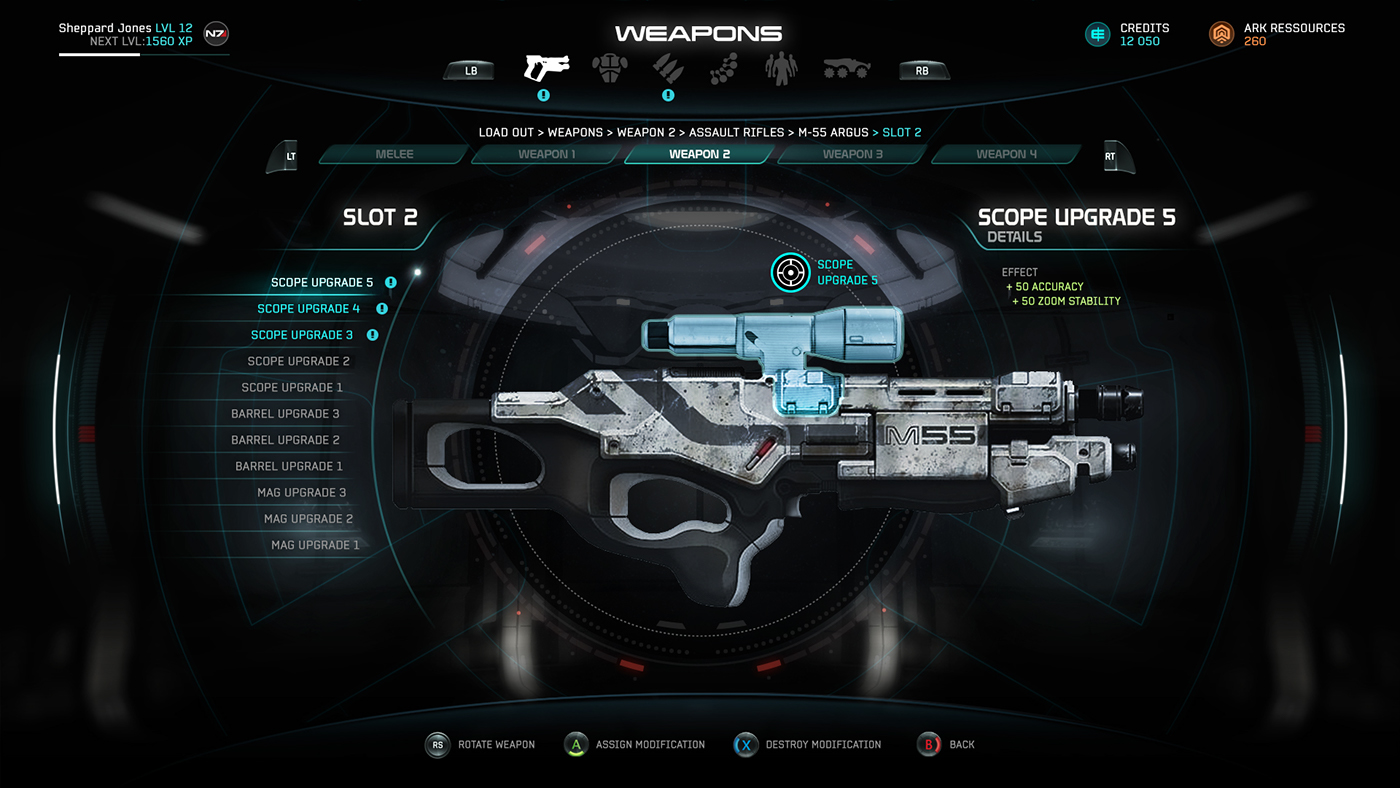 Sheppard Jones LVL 12
NEXT LVL:1560 XP
N7
WEAPONS
CREDITS
12 050
ARK RESSOURCES
260
LB
RB
LOAD OUT > WEAPONS > WEAPON 2 > ASSAULT RIFLES > M-55 ARGUS > SLOT 2
LT
MELEE
WEAPON 1
WEAPON 2
WEAPON 3
WEAPON 4
RT
SLOT 2
SCOPE UPGRADE 5
SCOPE UPGRADE 4
SCOPE UPGRADE 3
SCOPE UPGRADE 2
SCOPE UPGRADE 1
BARREL UPGRADE 3
BARREL UPGRADE 2
BARREL UPGRADE 1
MAG UPGRADE 3
MAG UPGRADE 2
MAG UPGRADE 1
SCOPE
UPGRADE 5
M55
SCOPE UPGRADE 5
DETAILS
EFFECT
+ 50 ACCURACY
+ 50 ZOOM STABILITY
RS ROTATE WEAPON
A ASSIGN MODIFICATION
X DESTROY MODIFICATION
B BACK